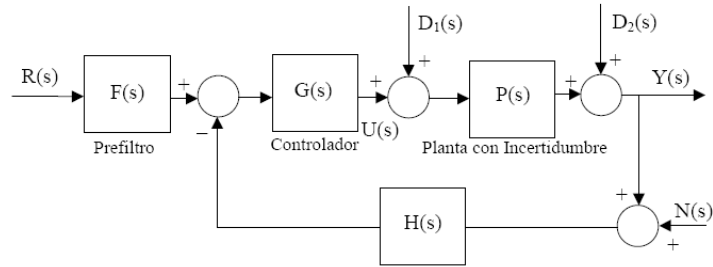 D₁(s)
D₂(s)
R(s)
F(s)
+
−
G(s)
+
+
U(s)
P(s)
+
+
Y(s)
Prefiltro
Controlador
Planta con Incertidumbre
H(s)
+
N(s)
+